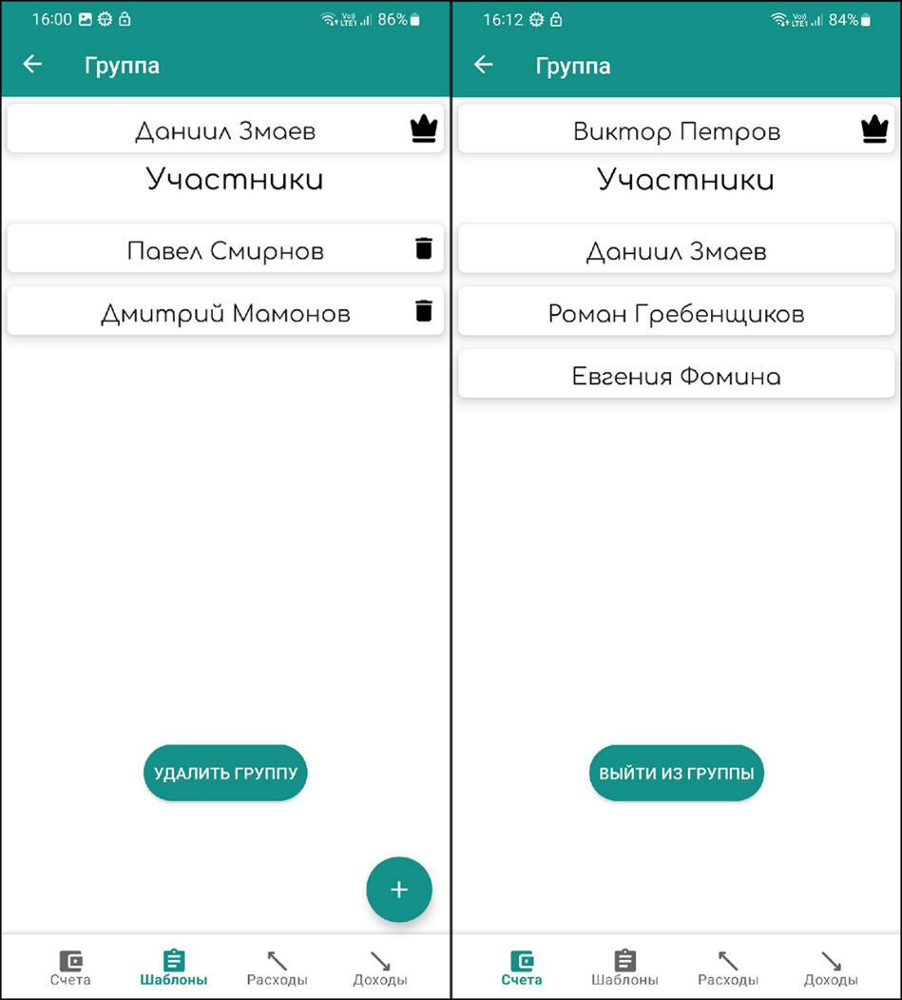 16:00
Vo)) LTE1 86%
Группа
Даниил Змаев
Участники
Павел Смирнов
Дмитрий Мамонов
УДАЛИТЬ ГРУППУ
+
Счета
Шаблоны
Расходы
Доходы
16:12
Vo)) LTE1 84%
Группа
Виктор Петров
Участники
Даниил Змаев
Роман Гребенщиков
Евгения Фомина
ВЫЙТИ ИЗ ГРУППЫ
Счета
Шаблоны
Расходы
Доходы